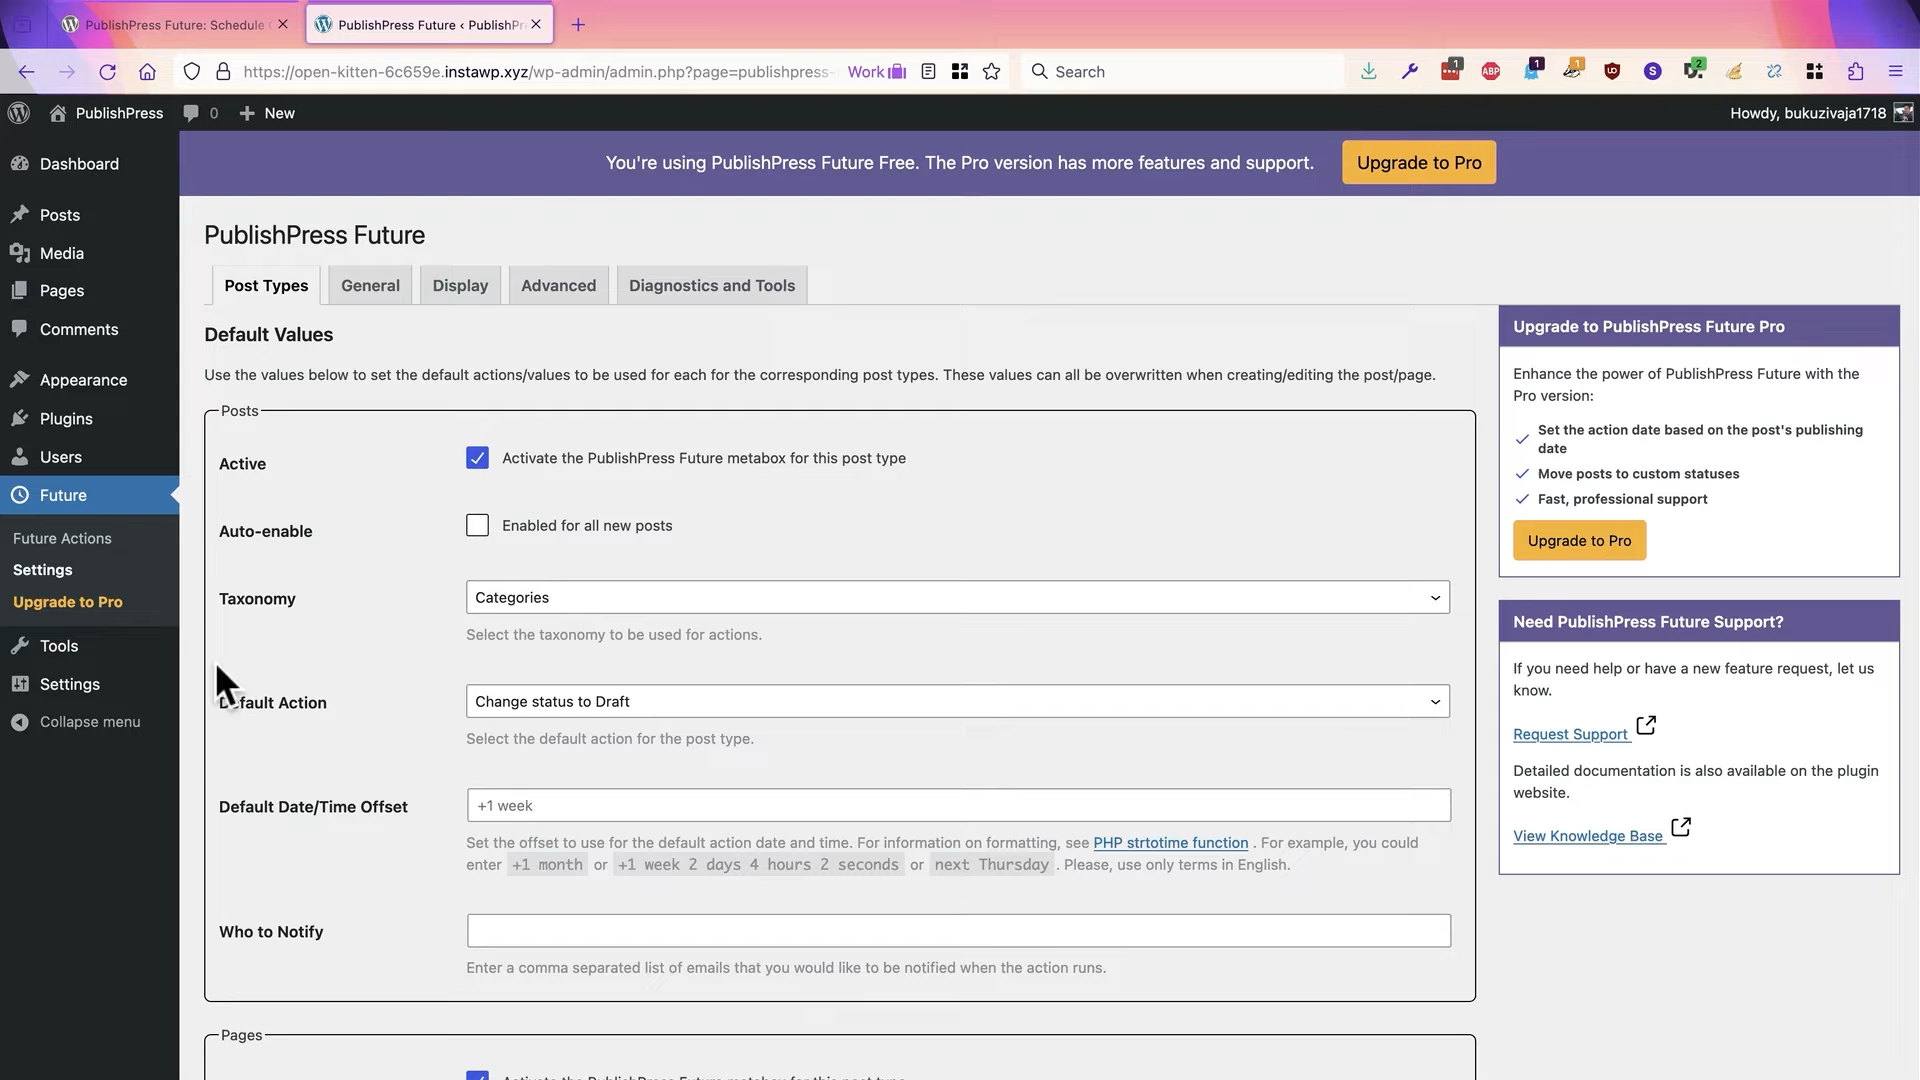 PublishPress Future: Schedule
PublishPress Future ‹ PublishPr
https://open-kitten-6c659e.instawp.xyz/wp-admin/admin.php?page=publishpress-
Work
Search
1
ABP
1
1
S
2
PublishPress
0
New
Howdy, bukuzivaja1718
Dashboard
Posts
Media
Pages
Comments
Appearance
Plugins
Users
Future
Future Actions
Settings
Upgrade to Pro
Tools
Settings
Collapse menu
You're using PublishPress Future Free. The Pro version has more features and support.
Upgrade to Pro
PublishPress Future
Post Types
General
Display
Advanced
Diagnostics and Tools
Default Values
Use the values below to set the default actions/values to be used for each for the corresponding post types. These values can all be overwritten when creating/editing the post/page.
Posts
Active
Activate the PublishPress Future metabox for this post type
Auto-enable
Enabled for all new posts
Taxonomy
Categories
Select the taxonomy to be used for actions.
Default Action
Change status to Draft
Select the default action for the post type.
Default Date/Time Offset
+1 week
Set the offset to use for the default action date and time. For information on formatting, see PHP strtotime function . For example, you could
enter +1 month or +1 week 2 days 4 hours 2 seconds or next Thursday . Please, use only terms in English.
Who to Notify
Enter a comma separated list of emails that you would like to be notified when the action runs.
Pages
Activate the PublishPress Future metabox for this post type
Upgrade to PublishPress Future Pro
Enhance the power of PublishPress Future with the
Pro version:
Set the action date based on the post's publishing
date
Move posts to custom statuses
Fast, professional support
Upgrade to Pro
Need PublishPress Future Support?
If you need help or have a new feature request, let us
know.
Request Support
Detailed documentation is also available on the plugin
website.
View Knowledge Base